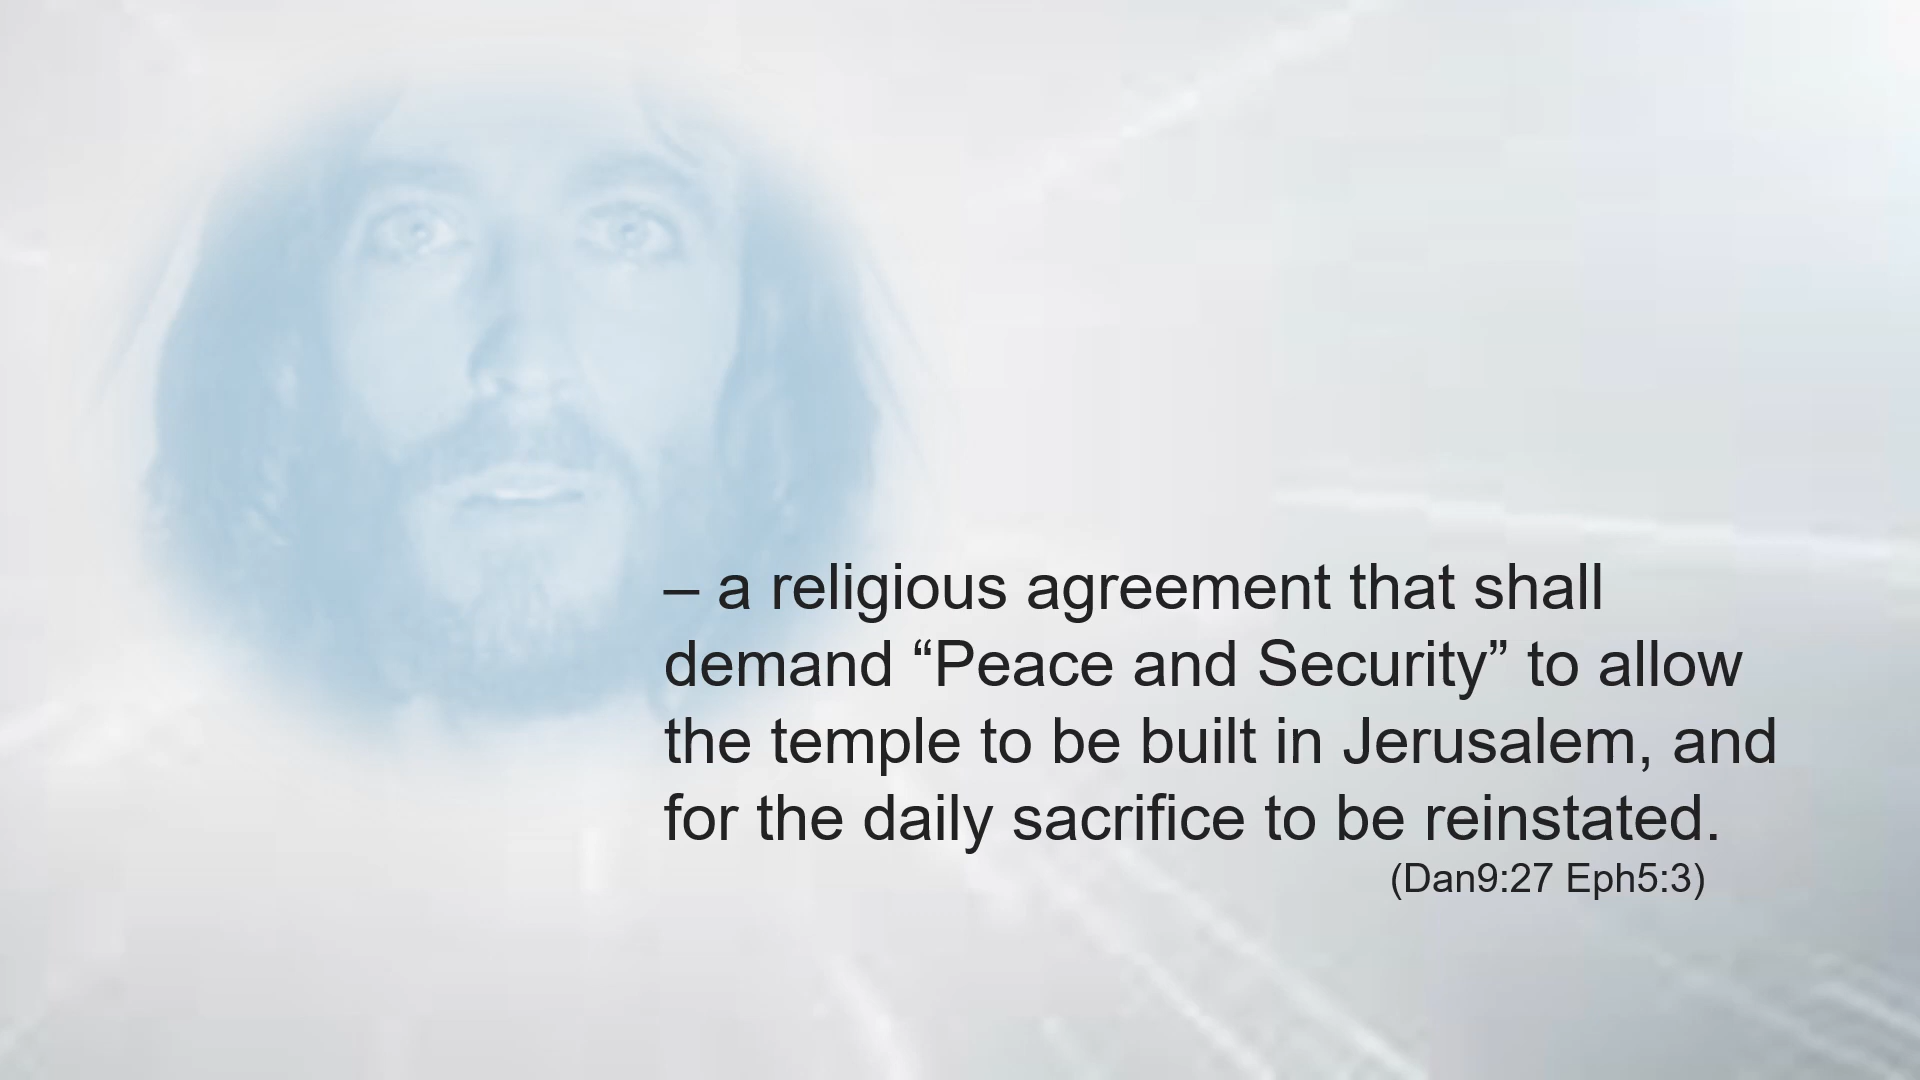 – a religious agreement that shall
demand “Peace and Security” to allow
the temple to be built in Jerusalem, and
for the daily sacrifice to be reinstated.
(Dan9:27 Eph5:3)